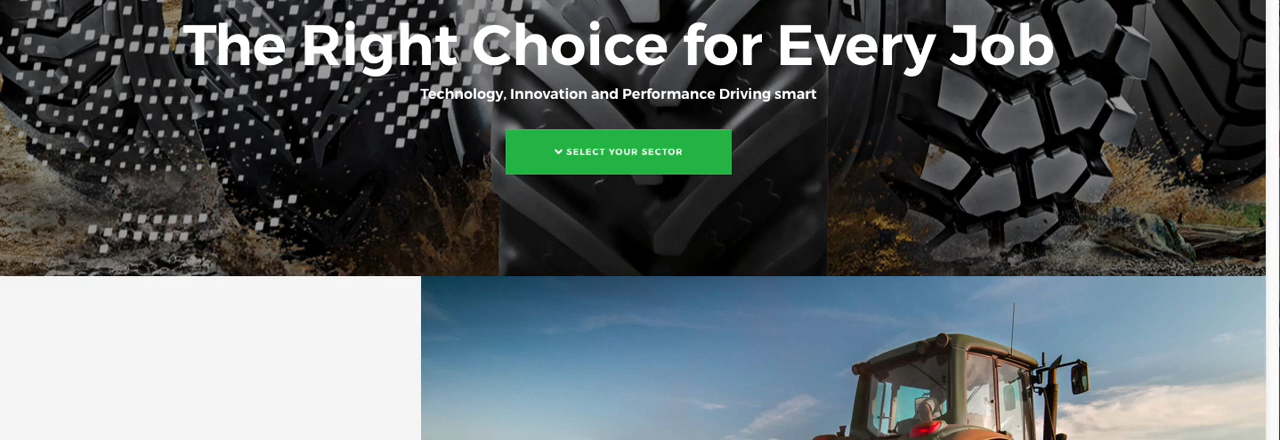 The Right Choice for Every Job
Technology, Innovation and Performance Driving smart
SELECT YOUR SECTOR